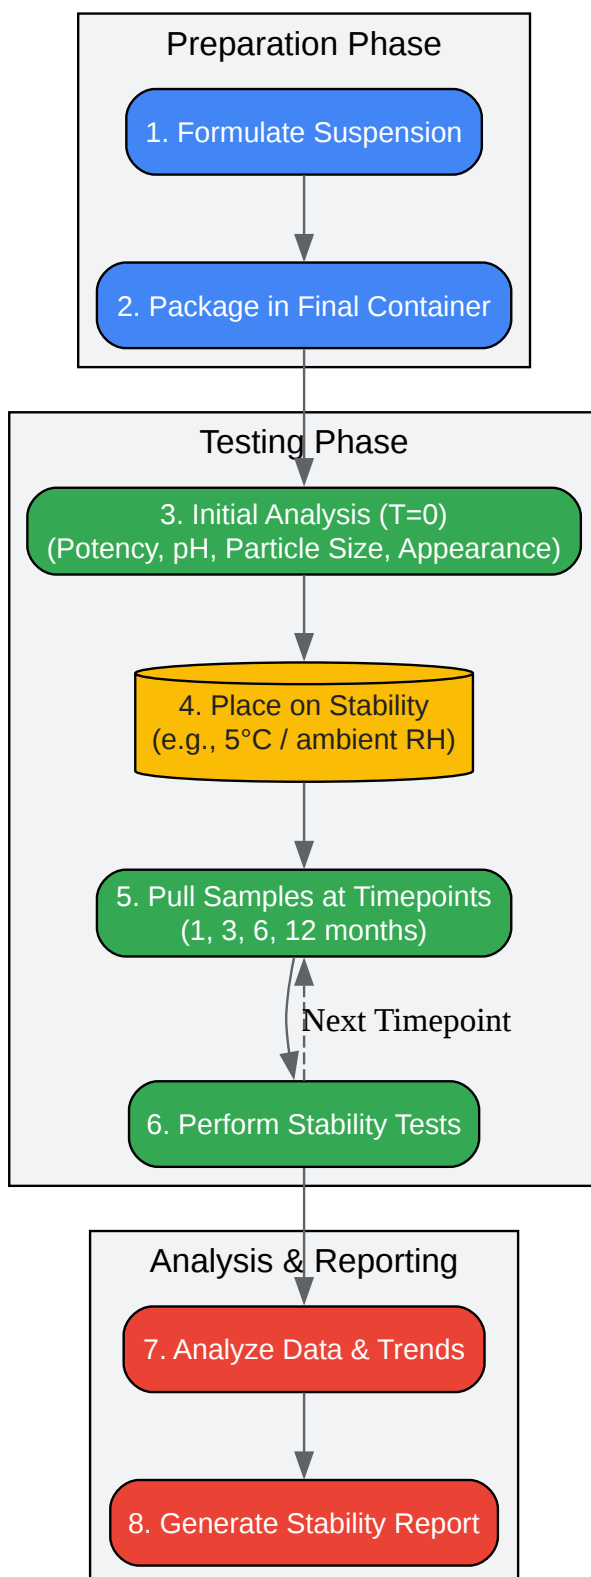 Preparation Phase
1. Formulate Suspension
2. Package in Final Container
Testing Phase
3. Initial Analysis (T=0)
(Potency, pH, Particle Size, Appearance)
4. Place on Stability
(e.g., 5°C / ambient RH)
5. Pull Samples at Timepoints
(1, 3, 6, 12 months)
Next Timepoint
6. Perform Stability Tests
Analysis & Reporting
7. Analyze Data & Trends
8. Generate Stability Report